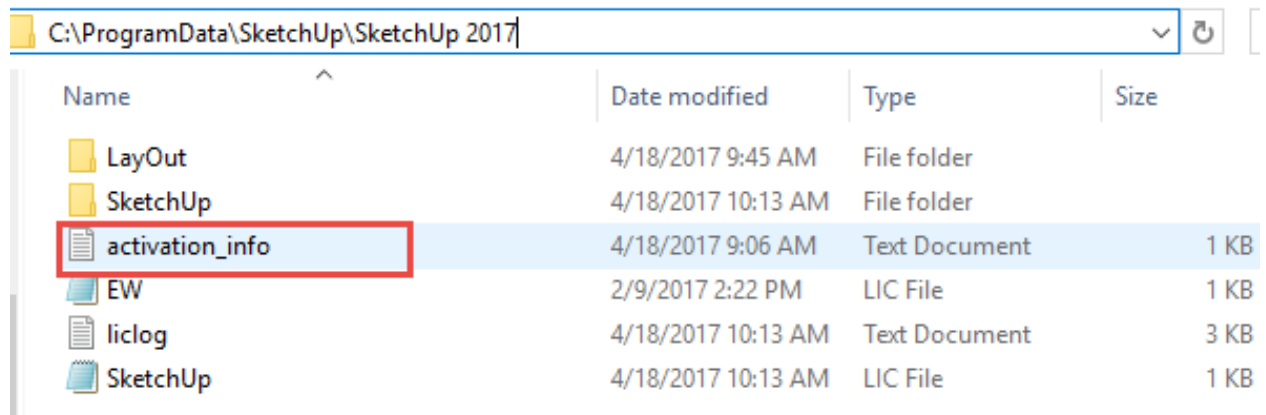 C:\ProgramData\SketchUp\SketchUp 2017
Name Date modified Type Size
LayOut 4/18/2017 9:45 AM File folder
SketchUp 4/18/2017 10:13 AM File folder
activation_info 4/18/2017 9:06 AM Text Document 1 KB
EW 2/9/2017 2:22 PM LIC File 1 KB
liclog 4/18/2017 10:13 AM Text Document 3 KB
SketchUp 4/18/2017 10:13 AM LIC File 1 KB